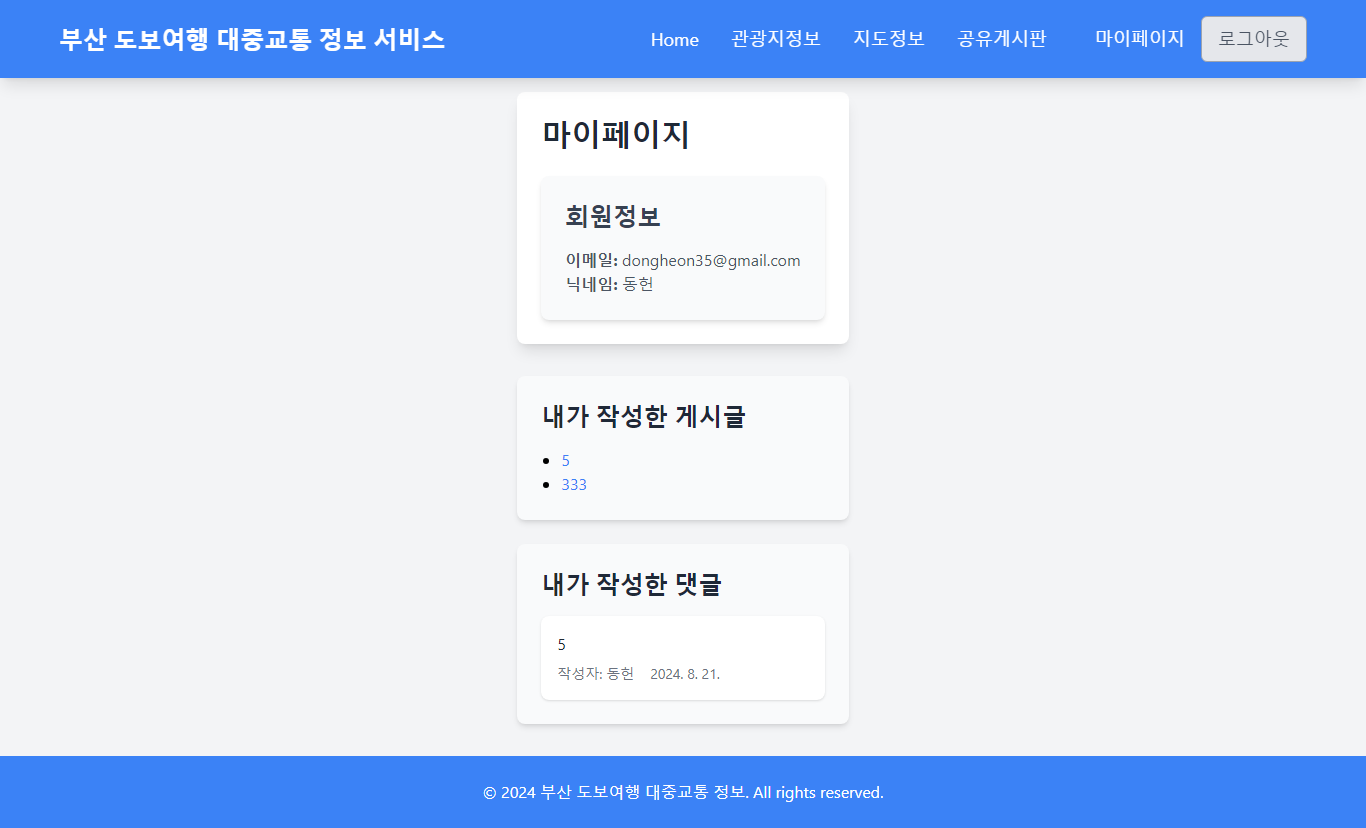 부산 도보여행 대중교통 정보 서비스
Home 관광지정보 지도정보 공유게시판 마이페이지 로그아웃
마이페이지
회원정보
이메일: dongheon35@gmail.com
닉네임: 동헌
내가 작성한 게시글
5
333
내가 작성한 댓글
5
작성자: 동헌 2024. 8. 21.
© 2024 부산 도보여행 대중교통 정보. All rights reserved.